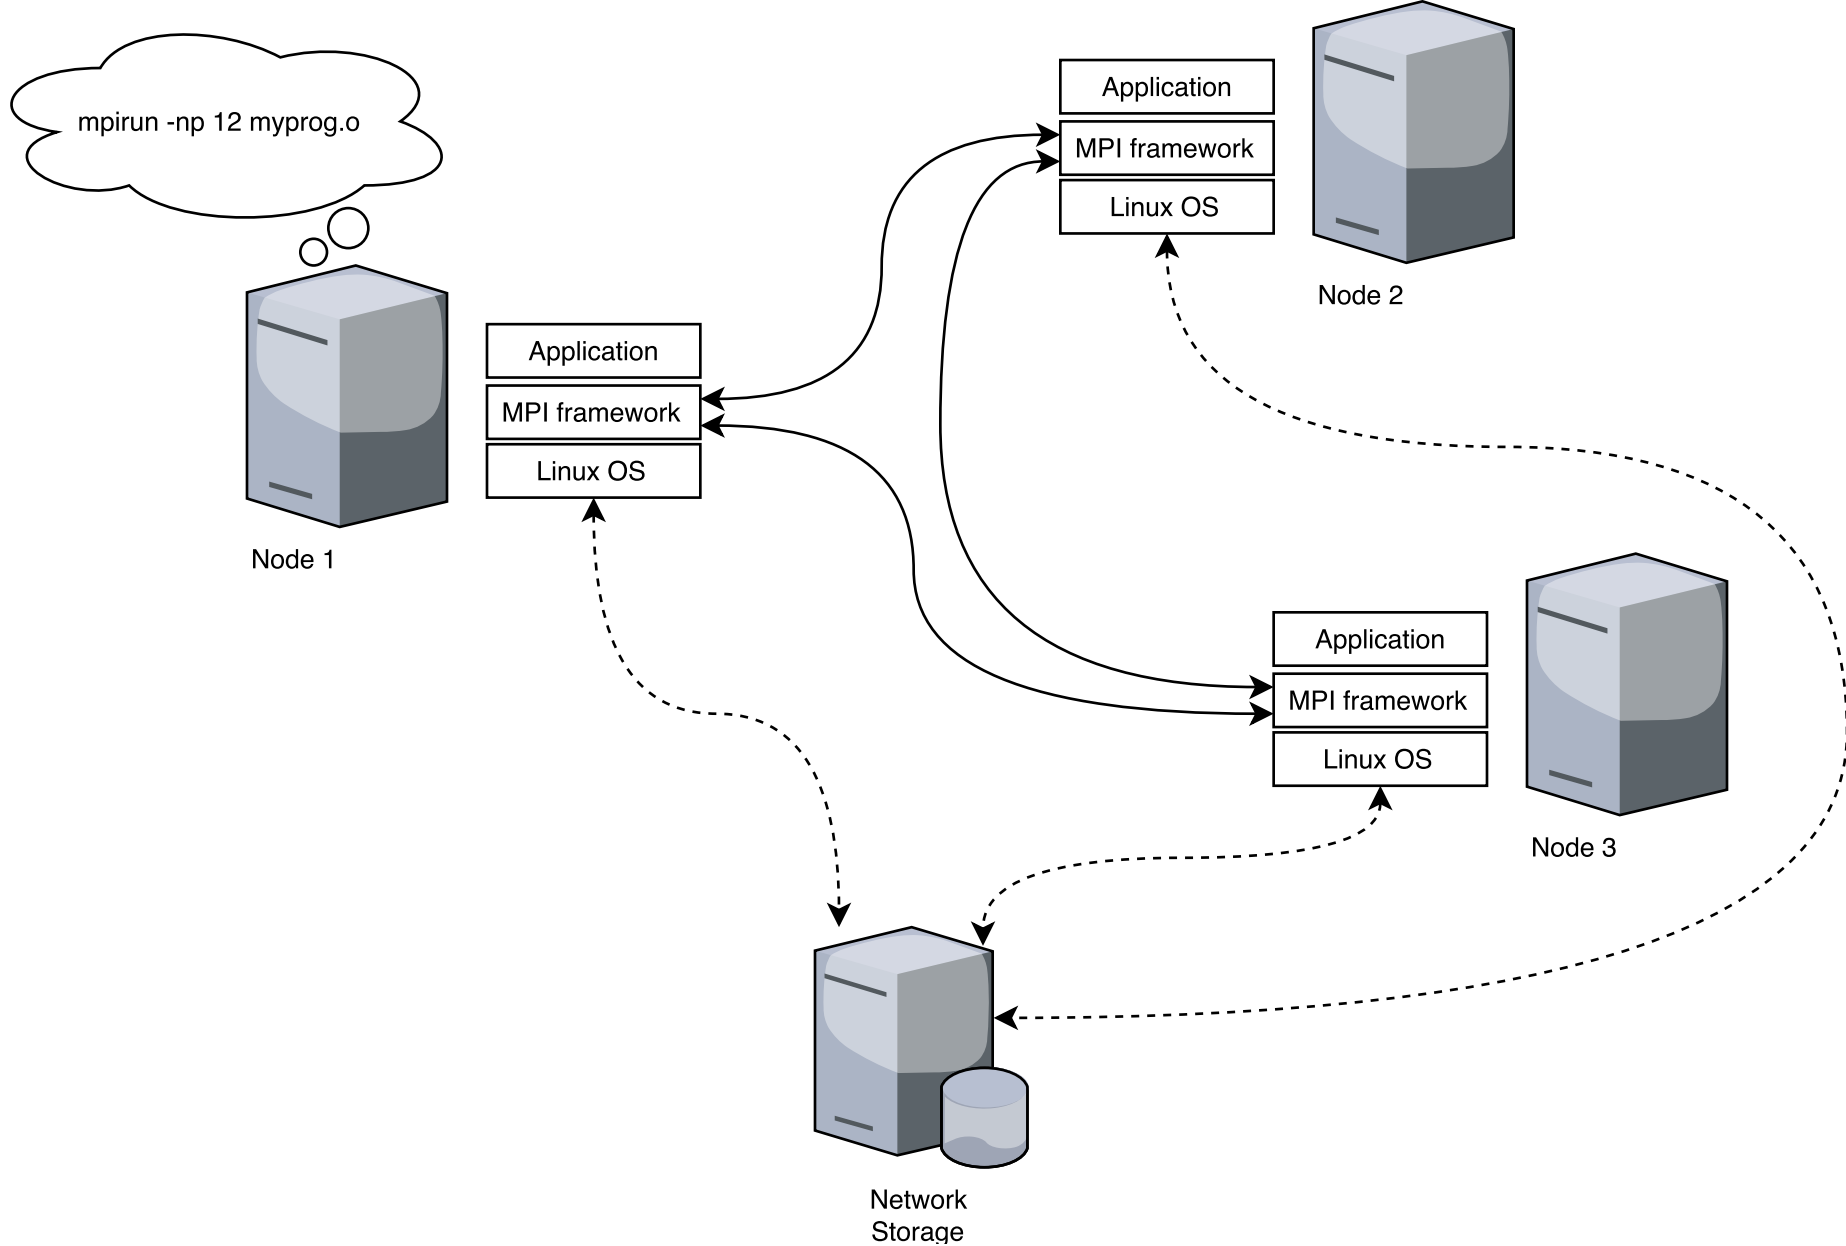 mpirun -np 12 myprog.o
Application
MPI framework
Linux OS
Node 1
Application
MPI framework
Linux OS
Node 2
Application
MPI framework
Linux OS
Node 3
Network
Storage